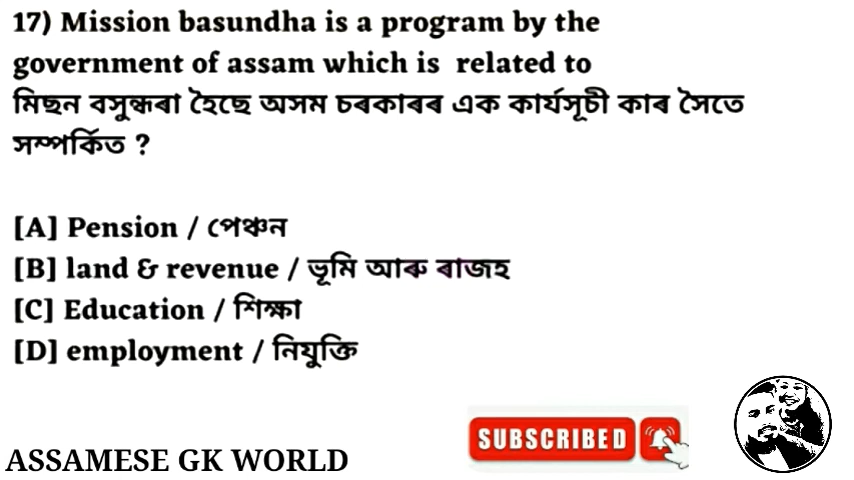 17) Mission basundha is a program by the
government of assam which is related to
মিছন বসুন্ধৰা হৈছে অসম চৰকাৰৰ এক কাৰ্যসূচী কাৰ সৈতে
সম্পৰ্কিত ?
[A] Pension / পেঞ্চন
[B] land & revenue / ভূমি আৰু ৰাজহ
[C] Education / শিক্ষা
[D] employment / নিযুক্তি
SUBSCRIBED
ASSAMESE GK WORLD